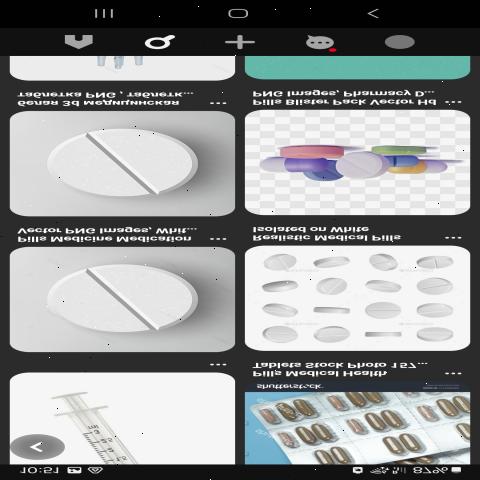 10:51 87%
shutterstock
Pills Medical Health
Tablets Stock Photo 157...
Pills Medicine Medication
Vector PNG Images, Whit...
Realistic Medical Pills
Isolated on White
белая 3d медицинская
таблетка PNG , таблетк...
Pills Blister Pack Vector Hd
PNG Images, Pharmacy D...